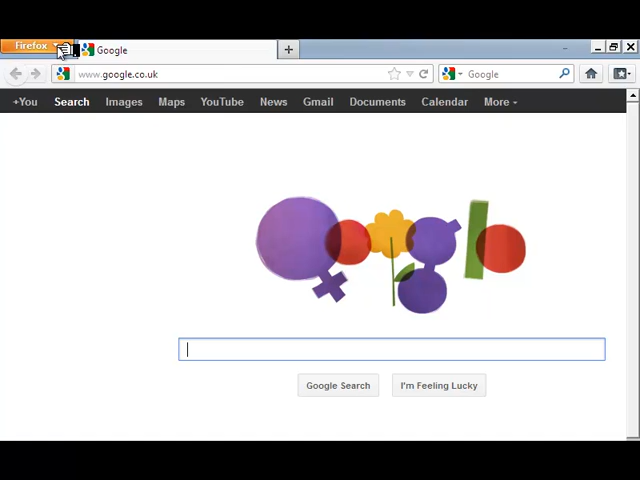 Firefox
Google
www.google.co.uk
Google
+You Search Images Maps YouTube News Gmail Documents Calendar More
Google
Google Search I'm Feeling Lucky